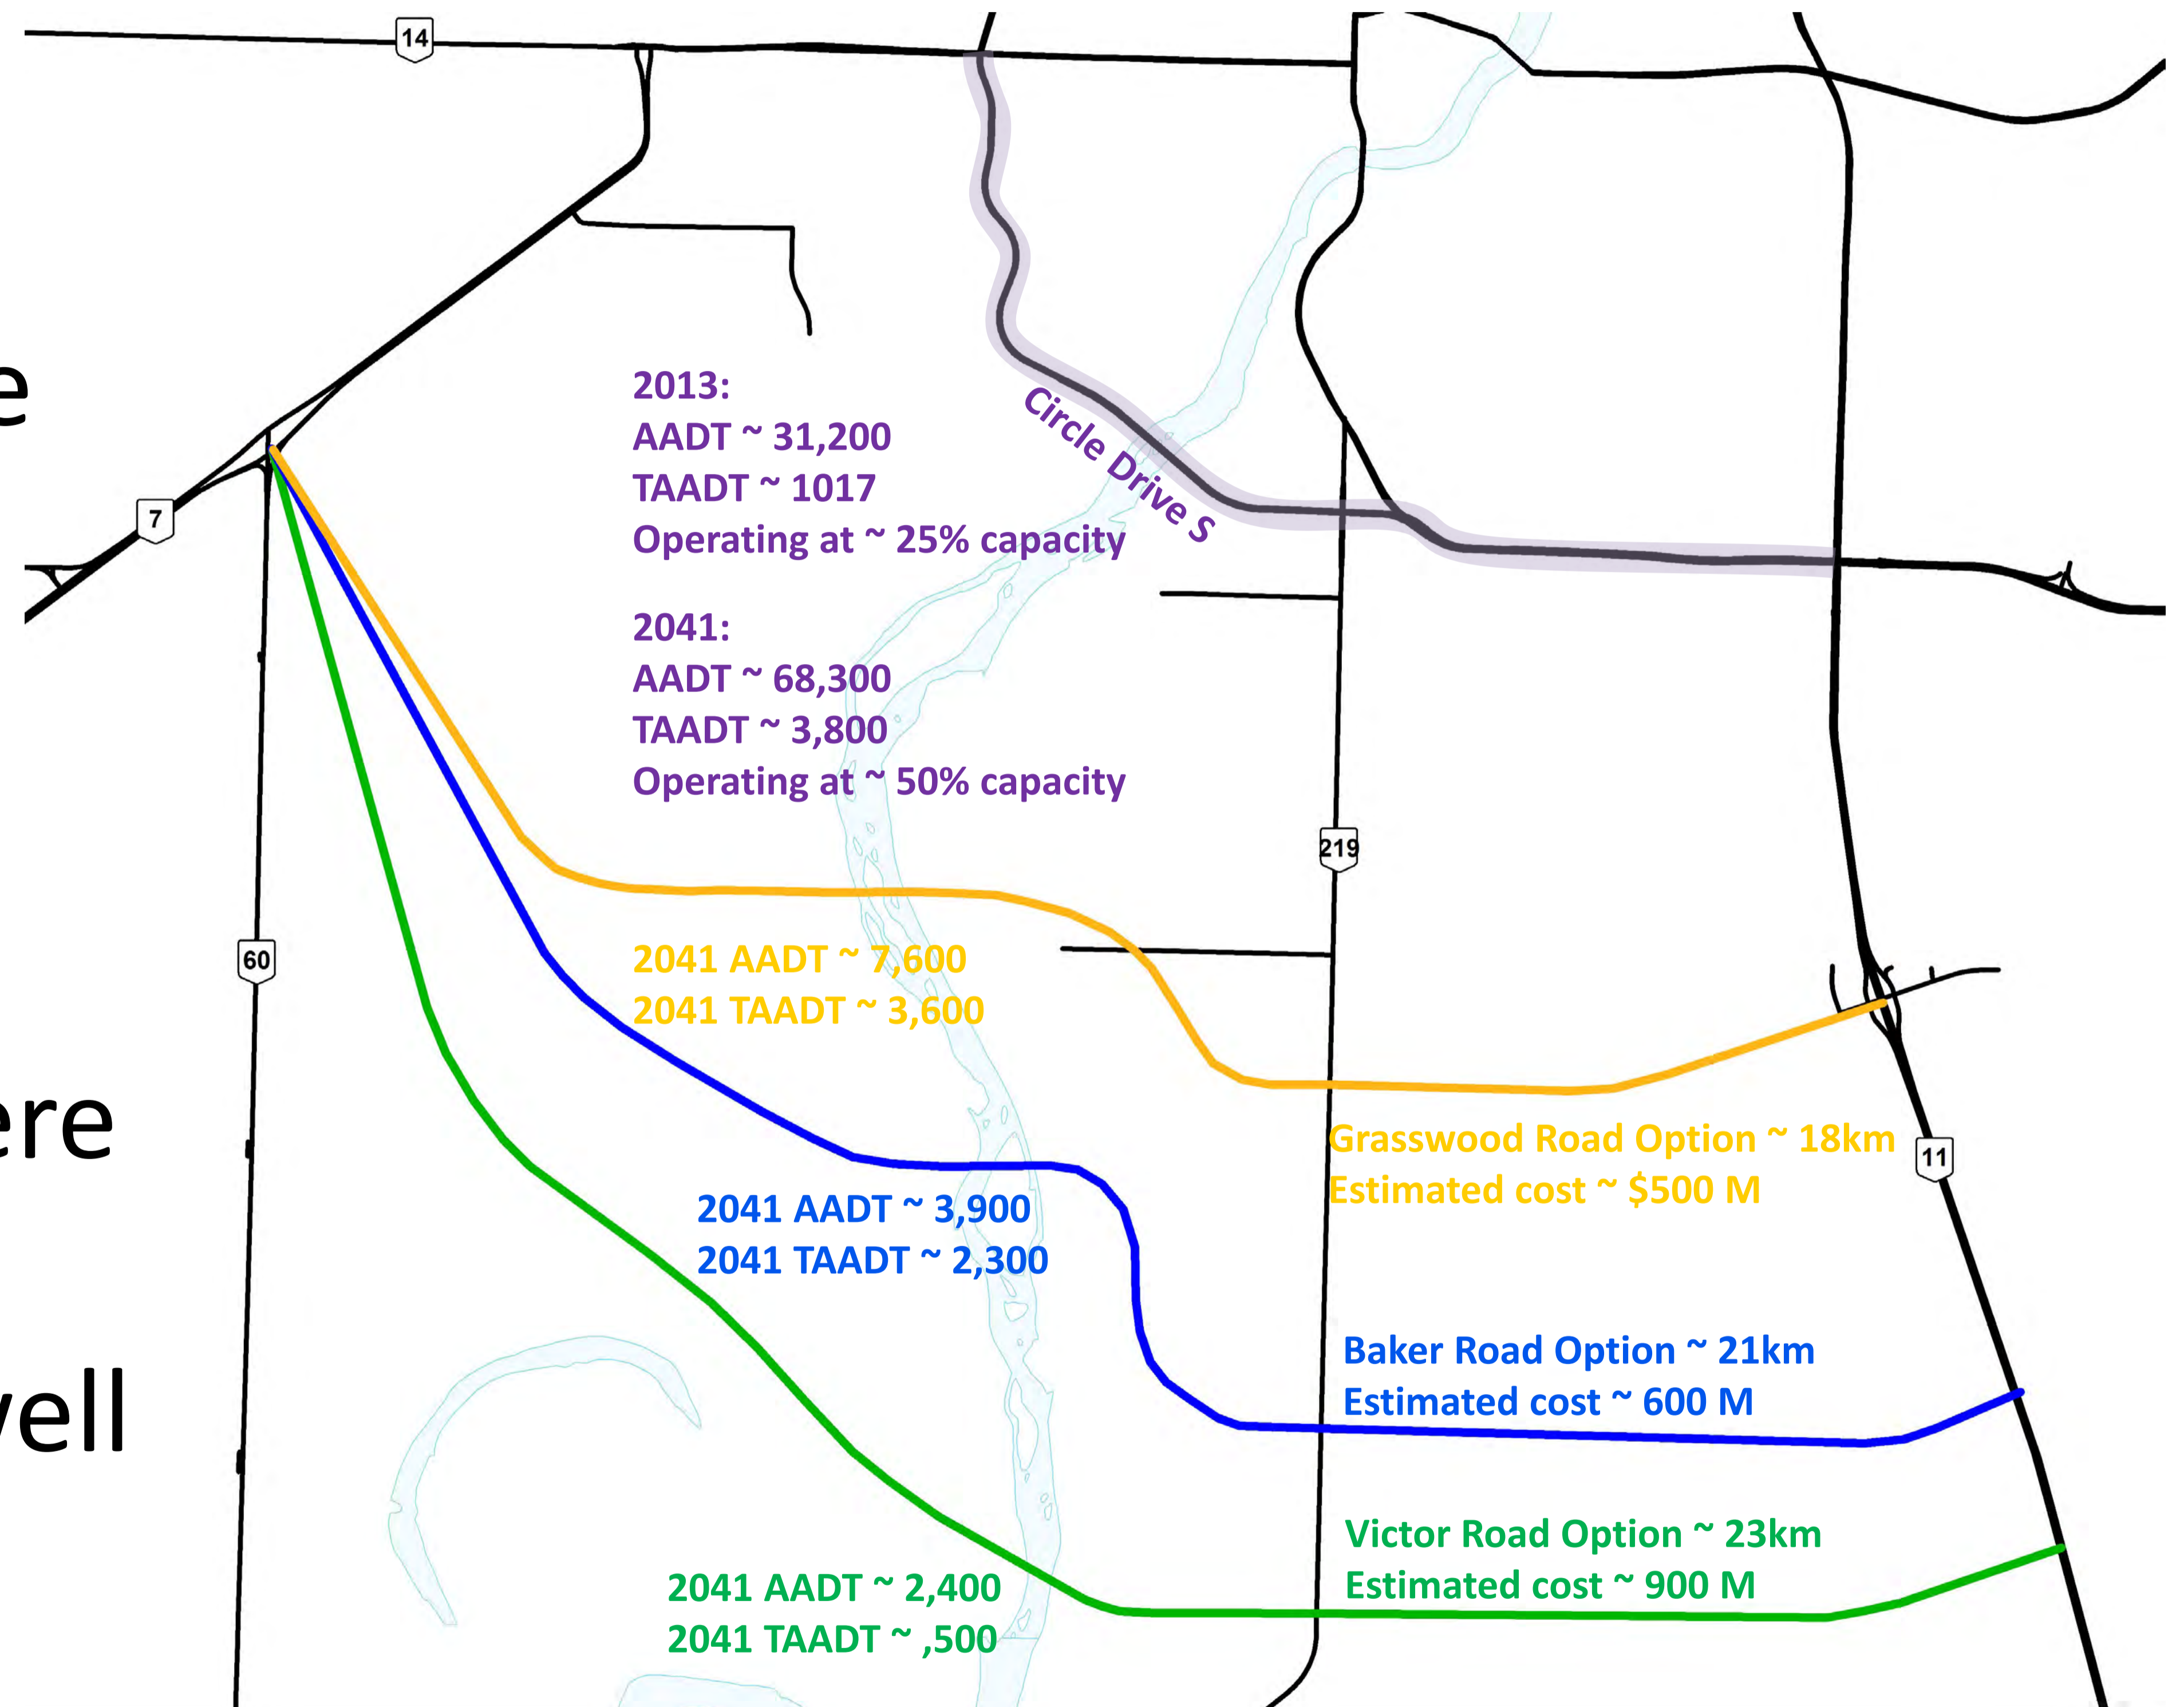 14
e
2013:
AADT ~ 31,200
TAADT ~ 1017
Operating at ~ 25% capacity
Circle Drive S
7
2041:
AADT ~ 68,300
TAADT ~ 3,800
Operating at ~ 50% capacity
219
60
2041 AADT ~ 7,600
2041 TAADT ~ 3,600
ere
Grasswood Road Option ~ 18km
Estimated cost ~ $500 M
11
2041 AADT ~ 3,900
2041 TAADT ~ 2,300
Baker Road Option ~ 21km
Estimated cost ~ 600 M
vell
Victor Road Option ~ 23km
Estimated cost ~ 900 M
2041 AADT ~ 2,400
2041 TAADT ~ ,500